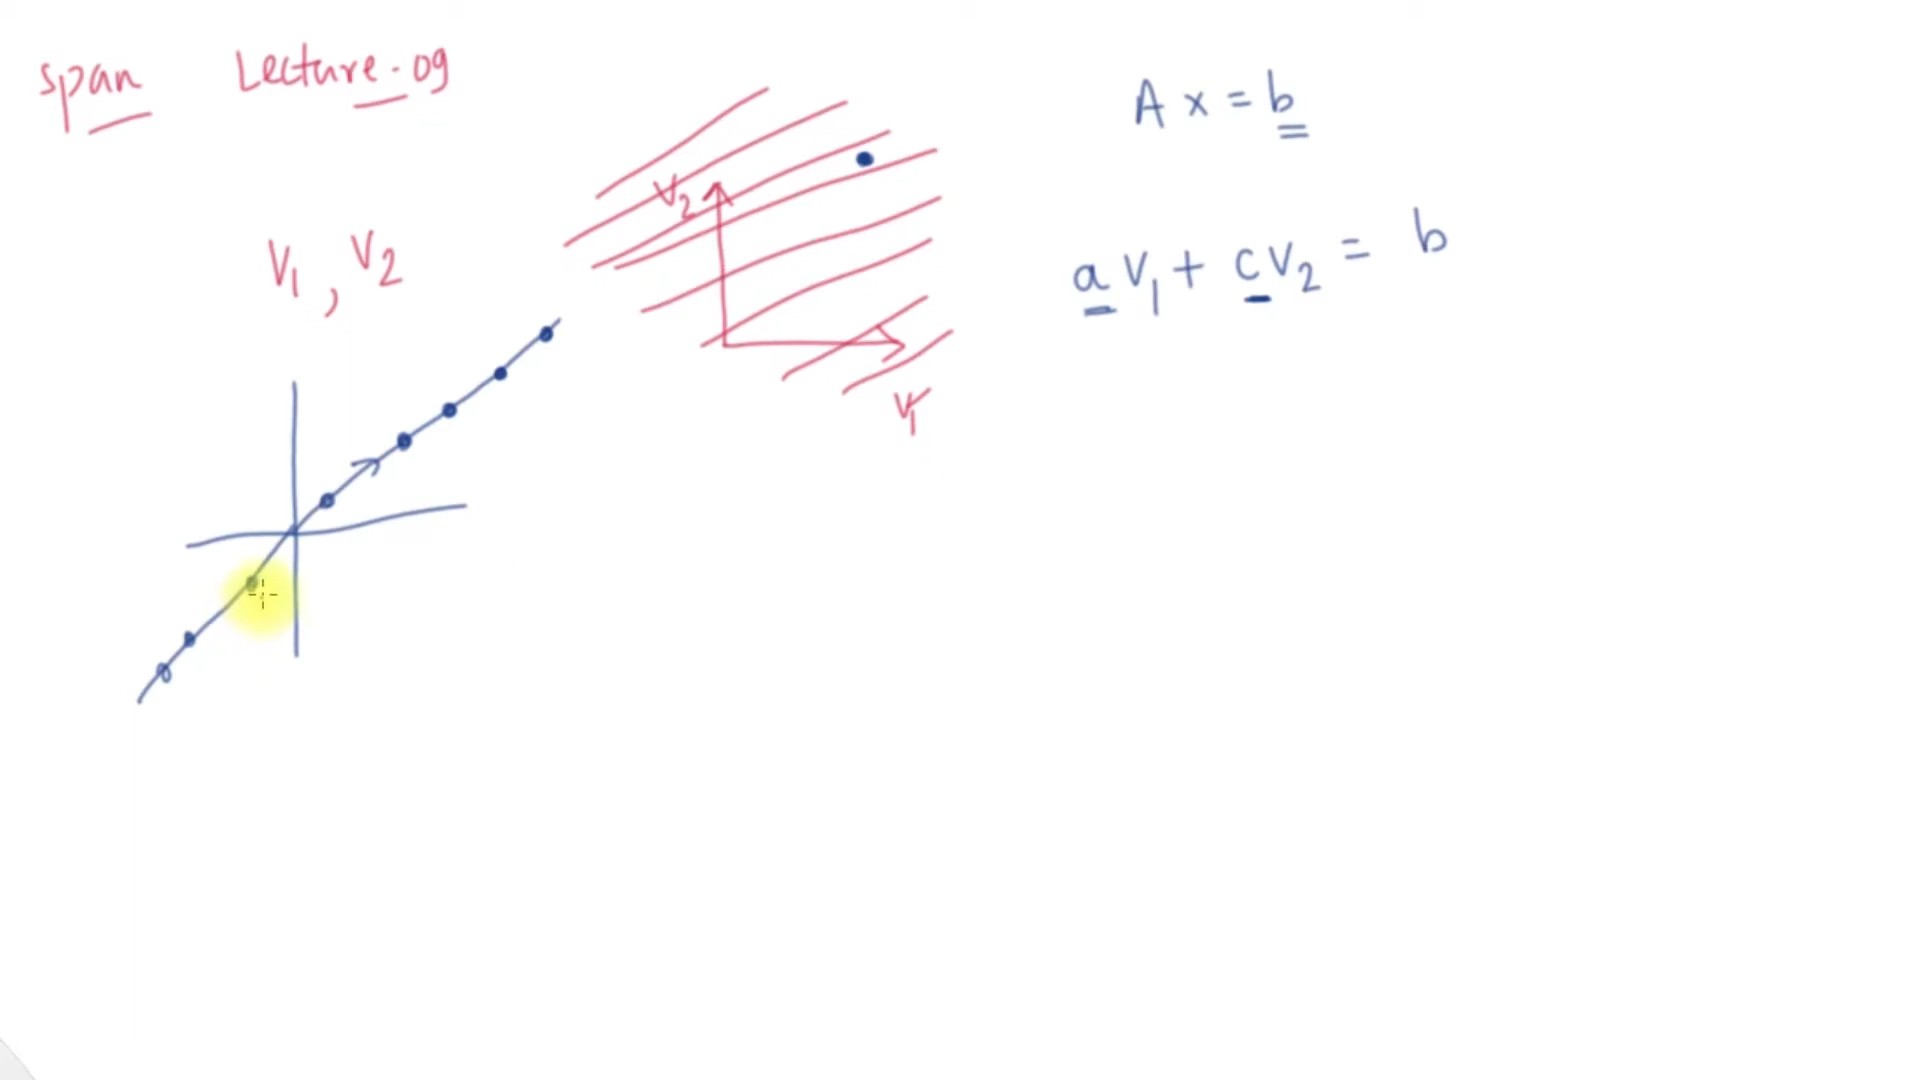 span Lecture-09
A x = b
V2
V1, V2
a V1 + c V2 = b
V1